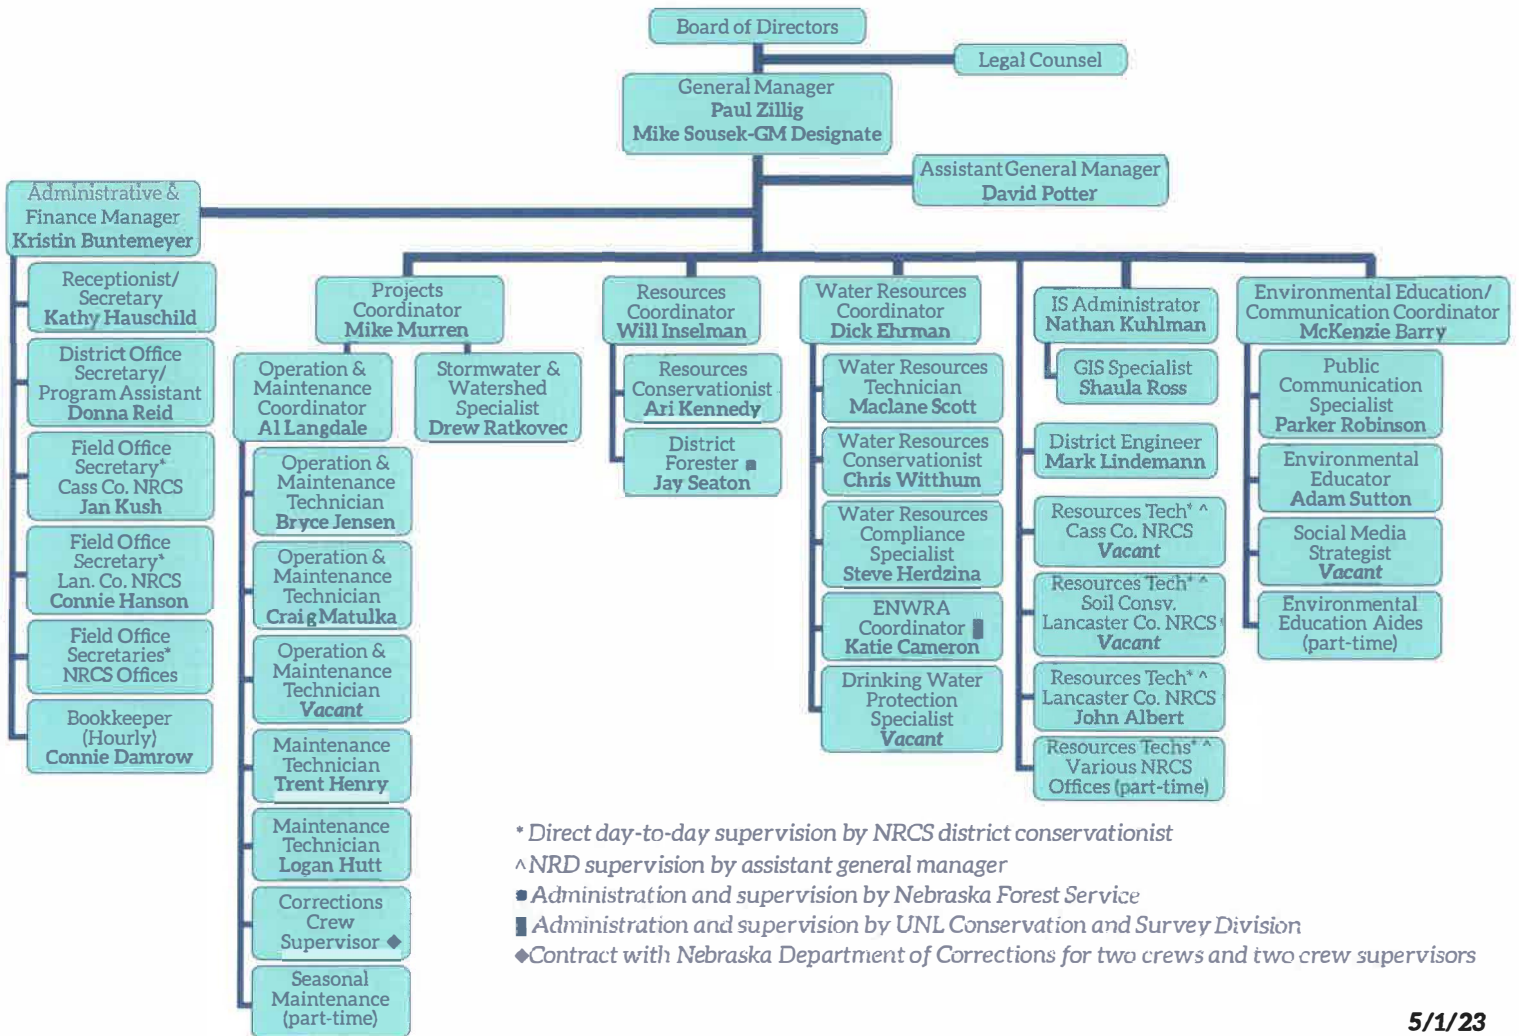 Board of Directors
Legal Counsel
General Manager
Paul Zillig
Mike Sousek-GM Designate
Assistant General Manager
David Potter
Administrative &
Finance Manager
Kristin Buntemeyer
Receptionist/
Secretary
Kathy Hauschild
District Office
Secretary/
Program Assistant
Donna Reid
Field Office
Secretary*
Cass Co. NRCS
Jan Kush
Field Office
Secretary*
Lan. Co. NRCS
Connie Hanson
Field Office
Secretaries*
NRCS Offices
Bookkeeper
(Hourly)
Connie Damrow
Projects
Coordinator
Mike Murren
Operation &
Maintenance
Coordinator
Al Langdale
Operation &
Maintenance
Technician
Bryce Jensen
Operation &
Maintenance
Technician
Craig Matulka
Operation &
Maintenance
Technician
Vacant
Maintenance
Technician
Trent Henry
Maintenance
Technician
Logan Hutt
Corrections
Crew
Supervisor ◆
Seasonal
Maintenance
(part-time)
Stormwater &
Watershed
Specialist
Drew Ratkovec
Resources
Coordinator
Will Inselman
Resources
Conservationist
Ari Kennedy
District
Forester ■
Jay Seaton
Water Resources
Coordinator
Dick Ehrman
Water Resources
Technician
Maclane Scott
Water Resources
Conservationist
Chris Witthum
Water Resources
Compliance
Specialist
Steve Herdzina
ENWRA
Coordinator ▮
Katie Cameron
Drinking Water
Protection
Specialist
Vacant
IS Administrator
Nathan Kuhlman
GIS Specialist
Shaula Ross
District Engineer
Mark Lindemann
Resources Tech* ^
Cass Co. NRCS
Vacant
Resources Tech* ^
Soil Consv.
Lancaster Co. NRCS
Vacant
Resources Tech* ^
Lancaster Co. NRCS
John Albert
Resources Techs* ^
Various NRCS
Offices (part-time)
Environmental Education/
Communication Coordinator
McKenzie Barry
Public
Communication
Specialist
Parker Robinson
Environmental
Educator
Adam Sutton
Social Media
Strategist
Vacant
Environmental
Education Aides
(part-time)
* Direct day-to-day supervision by NRCS district conservationist
^ NRD supervision by assistant general manager
■ Administration and supervision by Nebraska Forest Service
▮ Administration and supervision by UNL Conservation and Survey Division
◆Contract with Nebraska Department of Corrections for two crews and two crew supervisors
5/1/23